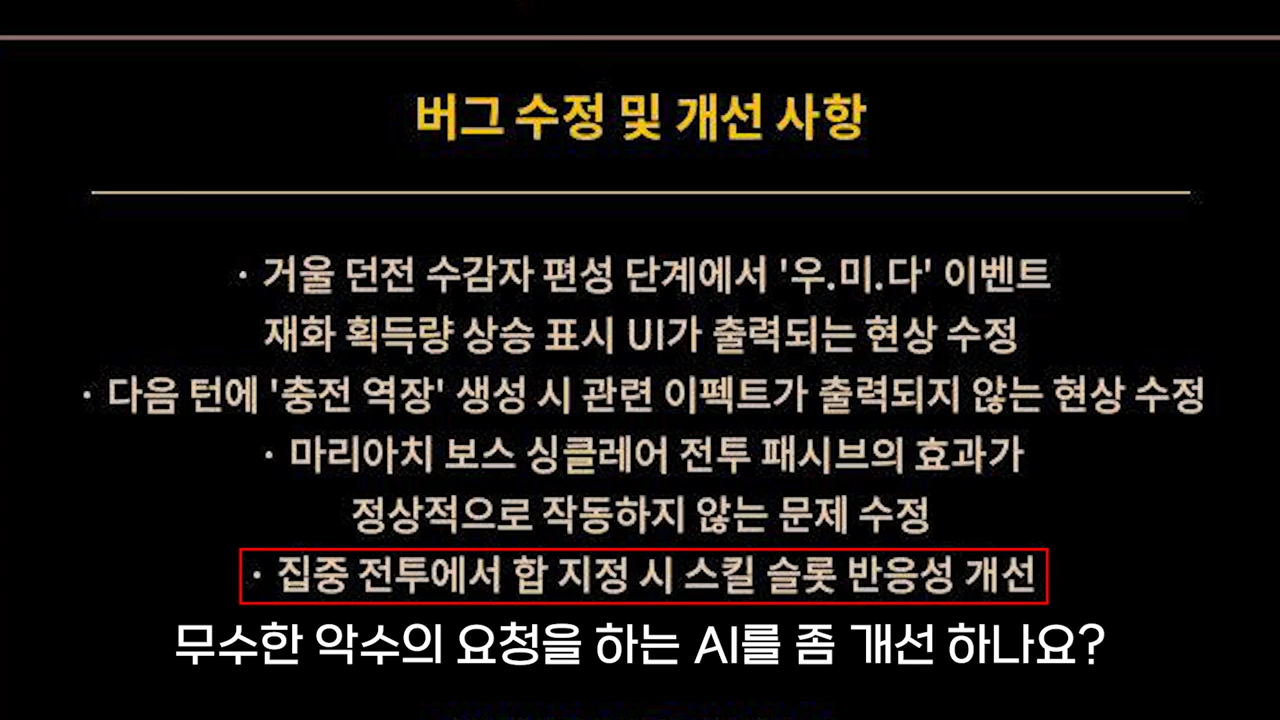 버그 수정 및 개선 사항
· 거울 던전 수감자 편성 단계에서 '우.미.다' 이벤트
재화 획득량 상승 표시 UI가 출력되는 현상 수정
· 다음 턴에 '충전 역장' 생성 시 관련 이펙트가 출력되지 않는 현상 수정
· 마리아치 보스 싱클레어 전투 패시브의 효과가
정상적으로 작동하지 않는 문제 수정
· 집중 전투에서 합 지정 시 스킬 슬롯 반응성 개선
무수한 악수의 요청을 하는 AI를 좀 개선 하나요?